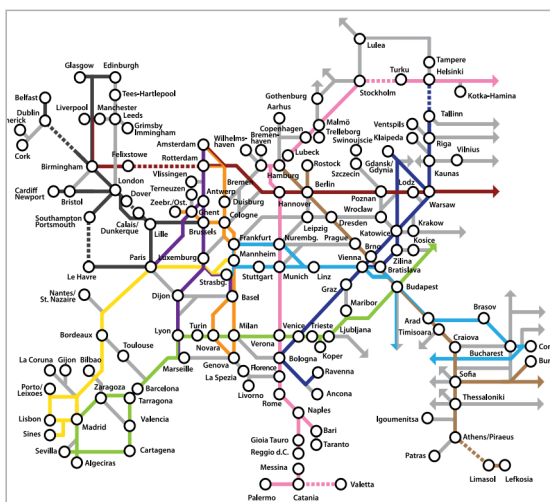 Lulea
Glasgow Edinburgh
Tampere
Turku Helsinki
Stockholm
Tees-Hartlepool
Kotka-Hamina
Belfast
Dublin
Liverpool Manchester
Leeds
Gothenburg
Aarhus
Grimsby
Immingham
Malmö
Trelleborg
Tallinn
erick
Cork
Copenhagen
Swinoujscie
Ventspils
Klaipeda
Riga
Amsterdam
Wilhelms-
haven
Bremen-
haven
Lubeck
Vilnius
Felixstowe
Birmingham
Rotterdam
Rostock
Gdansk/
Gdynia
Szczecin
Kaunas
Vlissingen
Hamburg
London
Dover
Terneuzen
Bremen
Berlin
Lodz
Cardiff
Newport
Bristol
Antwerp
Duisburg
Poznan
Warsaw
Zeebr./Ost.
Ghent
Hannover
Southampton
Portsmouth
Calais/
Dunkerque
Cologne
Leipzig
Wroclaw
Dresden
Krakow
Lille
Brussels
Katowice
Frankfurt
Nuremb.
Prague
Kosice
Brno
Paris
Luxemburg
Mannheim
Vienna
Zilina
Le Havre
Strasbg.
Stuttgart
Munich
Linz
Bratislava
Graz
Budapest
Nantes/
St. Nazaire
Dijon
Basel
Maribor
Brasov
Arad
Timisoara
Bordeaux
Lyon
Turin
Milan
Venice
Trieste
Ljubljana
Craiova
Toulouse
Novara
Verona
Koper
Bucharest
Con
La Coruna
Gijon
Bilbao
Marseille
Genova
Bologna
Bur
Florence
Ravenna
La Spezia
Sofia
Porto/
Leixoes
Zaragoza
Barcelona
Livorno
Ancona
Tarragona
Rome
Thessaloniki
Naples
Lisbon
Madrid
Valencia
Igoumenitsa
Bari
Sines
Gioia Tauro
Taranto
Athens/Piraeus
Sevilla
Cartagena
Reggio d.C.
Patras
Algeciras
Messina
Limasol
Lefkosia
Palermo
Catania
Valetta